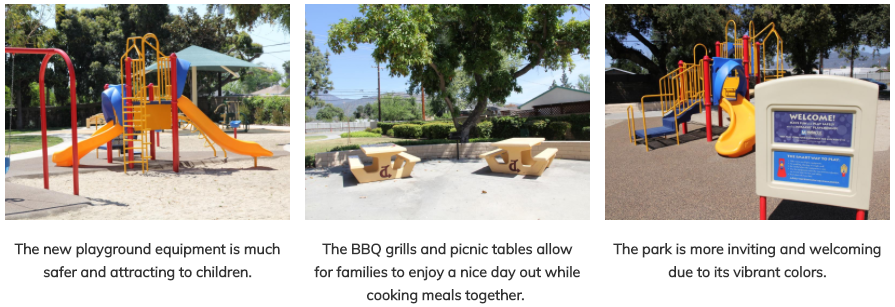 WELCOME!
The new playground equipment is much
safer and attracting to children.
The BBQ grills and picnic tables allow
for families to enjoy a nice day out while
cooking meals together.
The park is more inviting and welcoming
due to its vibrant colors.